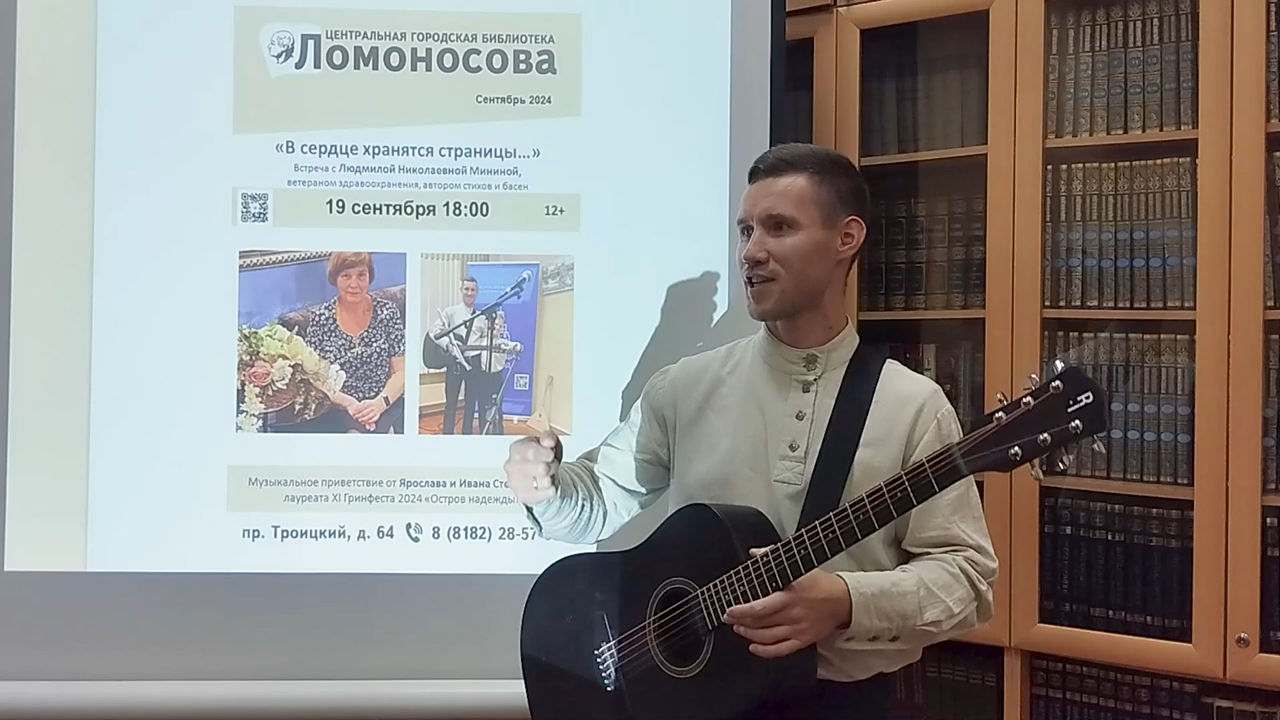 ЦЕНТРАЛЬНАЯ ГОРОДСКАЯ БИБЛИОТЕКА
Ломоносова
Сентябрь 2024
«В сердце хранятся страницы...»
Встреча с Людмилой Николаевной Мининой,
ветераном здравоохранения, автором стихов и басен
19 сентября 18:00
12+
Музыкальное приветствие от Ярослава и Ивана
лауреата XI Гринфеста 2024 «Остров надежды
пр. Троицкий, д. 64 8 (8182) 28-57
R.I